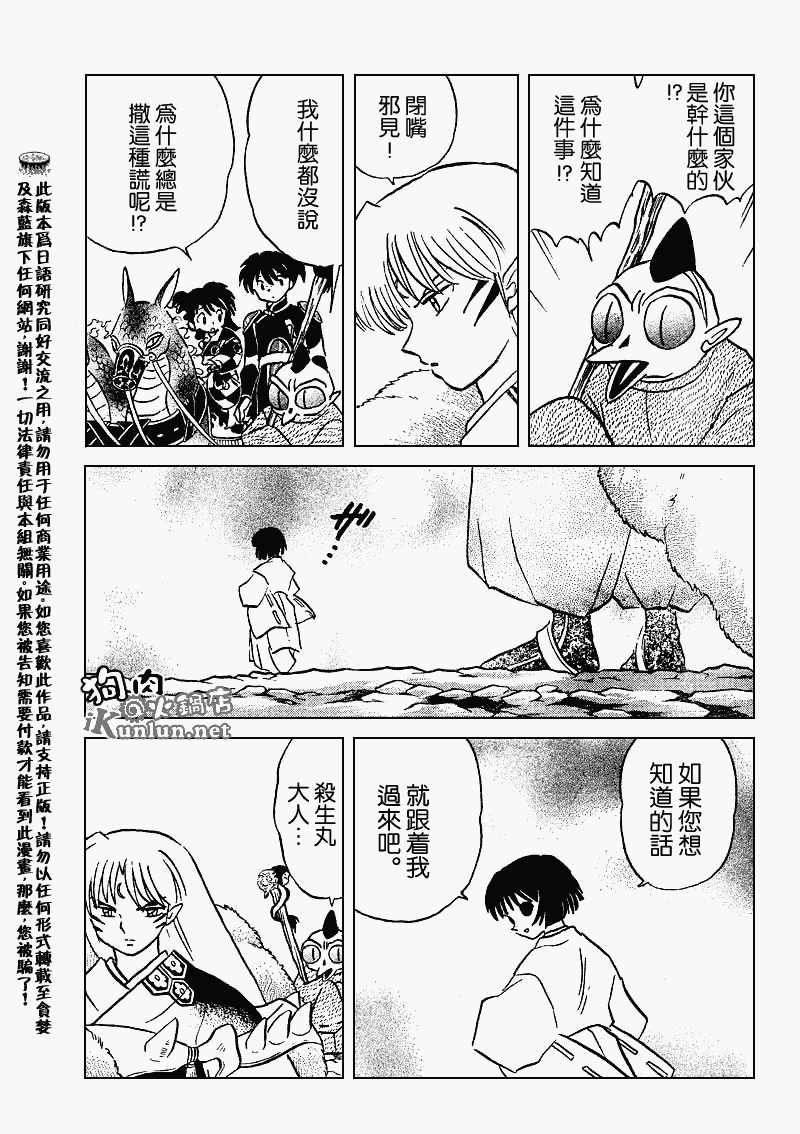 你這個家伙
是幹什麼的
!?
爲什麼知道
這件事!?
閉嘴
邪見!
我什麼都沒說
爲什麼總是
撒這種謊呢!?
如果您想
知道的話
就跟着我
過來吧。
殺生丸
大人…
狗肉
火鍋店
iKunlun.net
此版本爲日語研究同好交流之用，請勿用于任何商業用途。如您喜歡此作品，請支持正版！請勿以任何形式轉載至貪婪
及森藍旗下任何網站，謝謝！一切法律責任與本組無關。如果您被告知需要付款才能看到此漫畫，那麼，您被騙了！